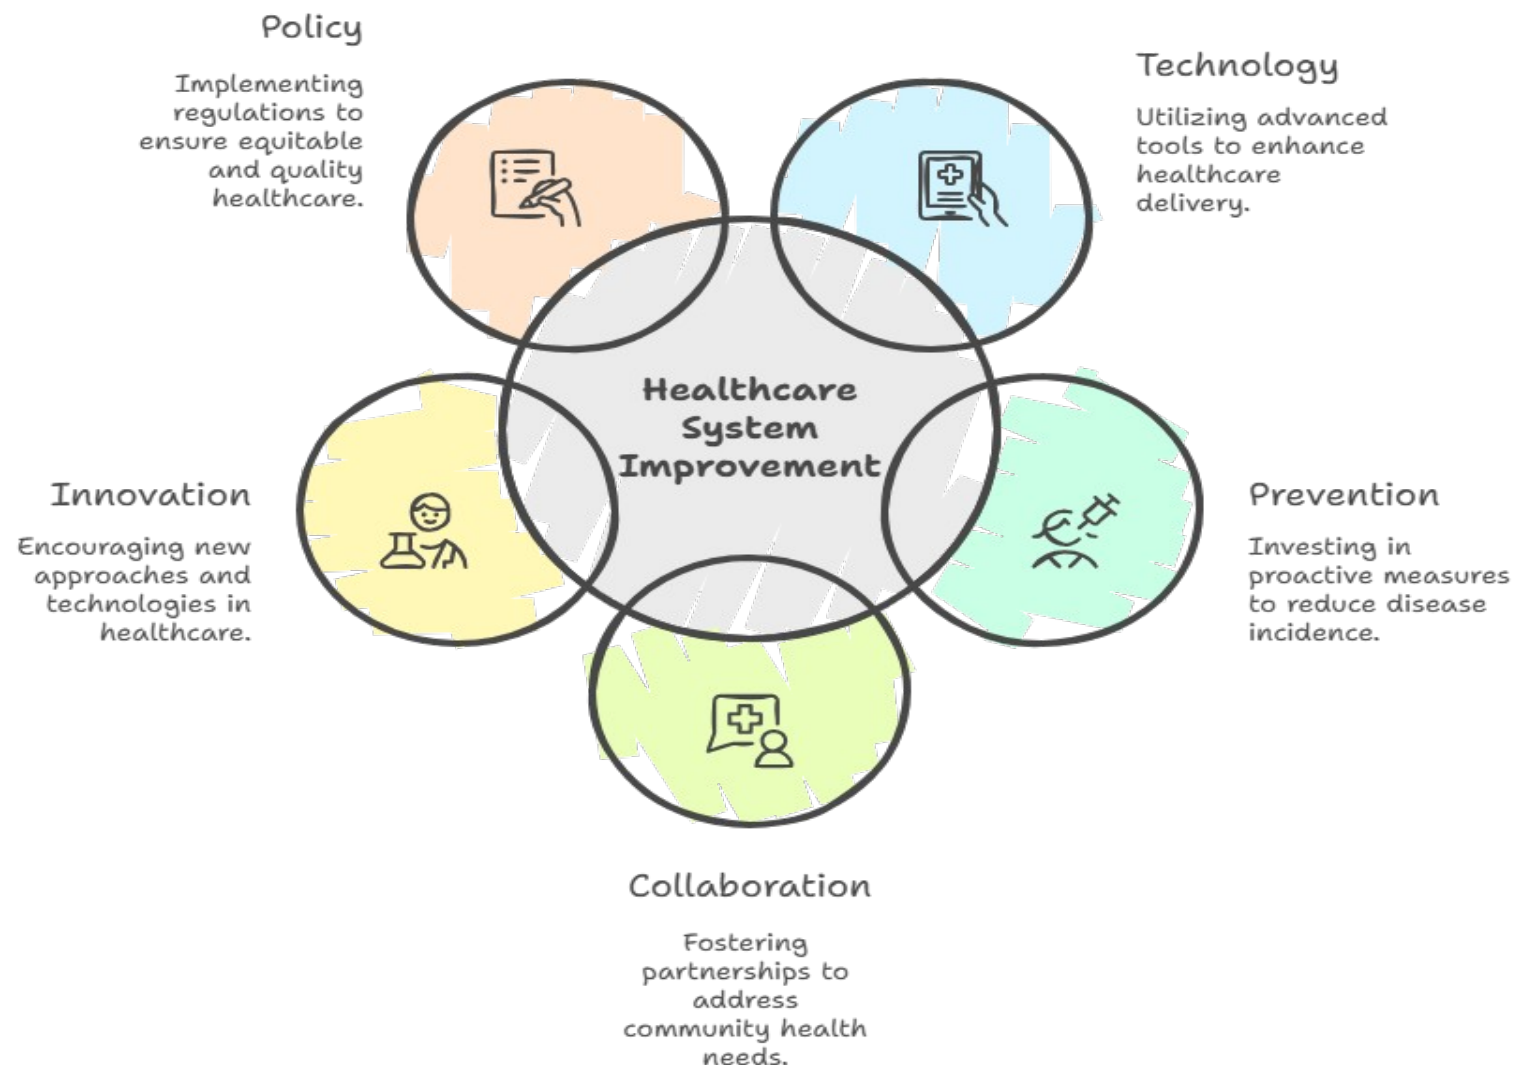 Policy
Implementing
regulations to
ensure equitable
and quality
healthcare.
Technology
Utilizing advanced
tools to enhance
healthcare
delivery.
Healthcare
System
Improvement
Innovation
Encouraging new
approaches and
technologies in
healthcare.
Prevention
Investing in
proactive measures
to reduce disease
incidence.
Collaboration
Fostering
partnerships to
address
community health
needs.